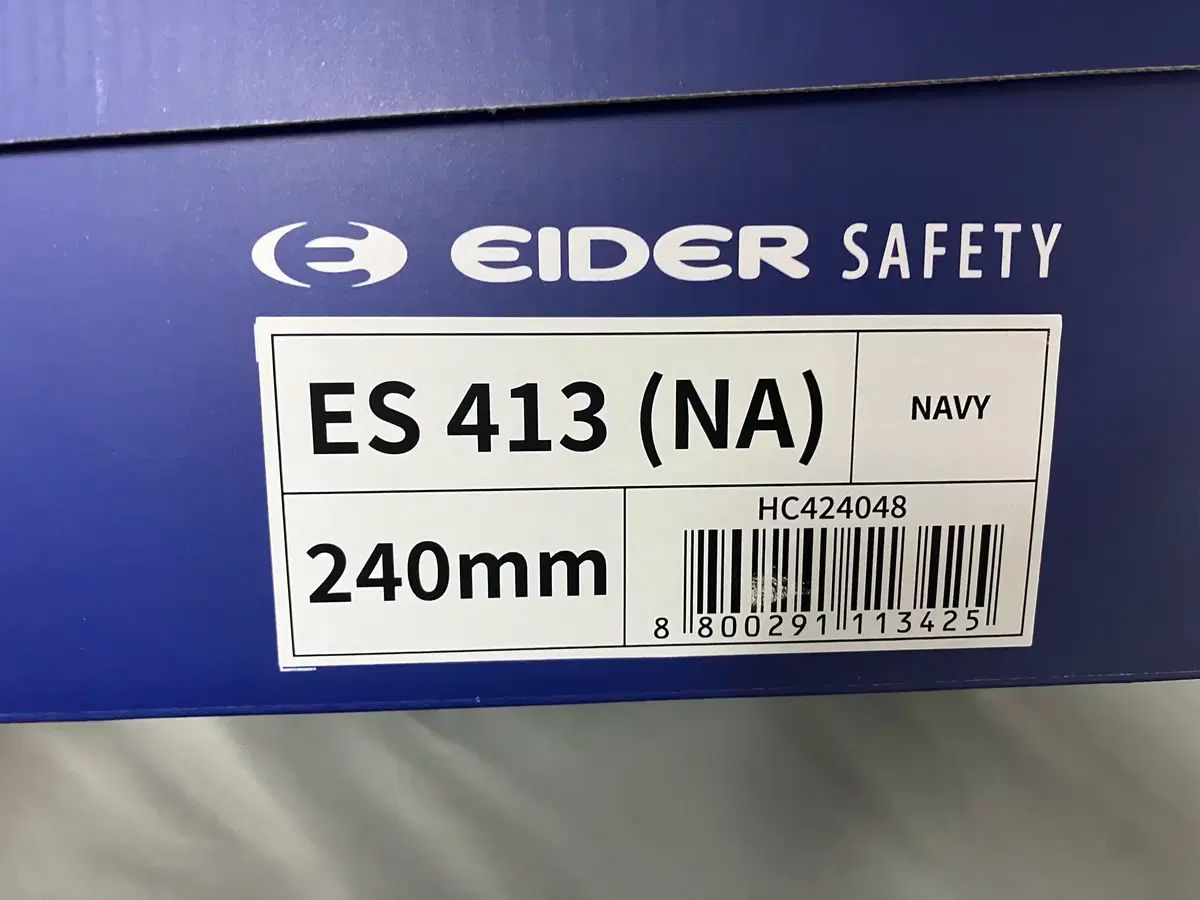 EIDER SAFETY
ES 413 (NA)
NAVY
240mm
HC424048
8 800291 113425